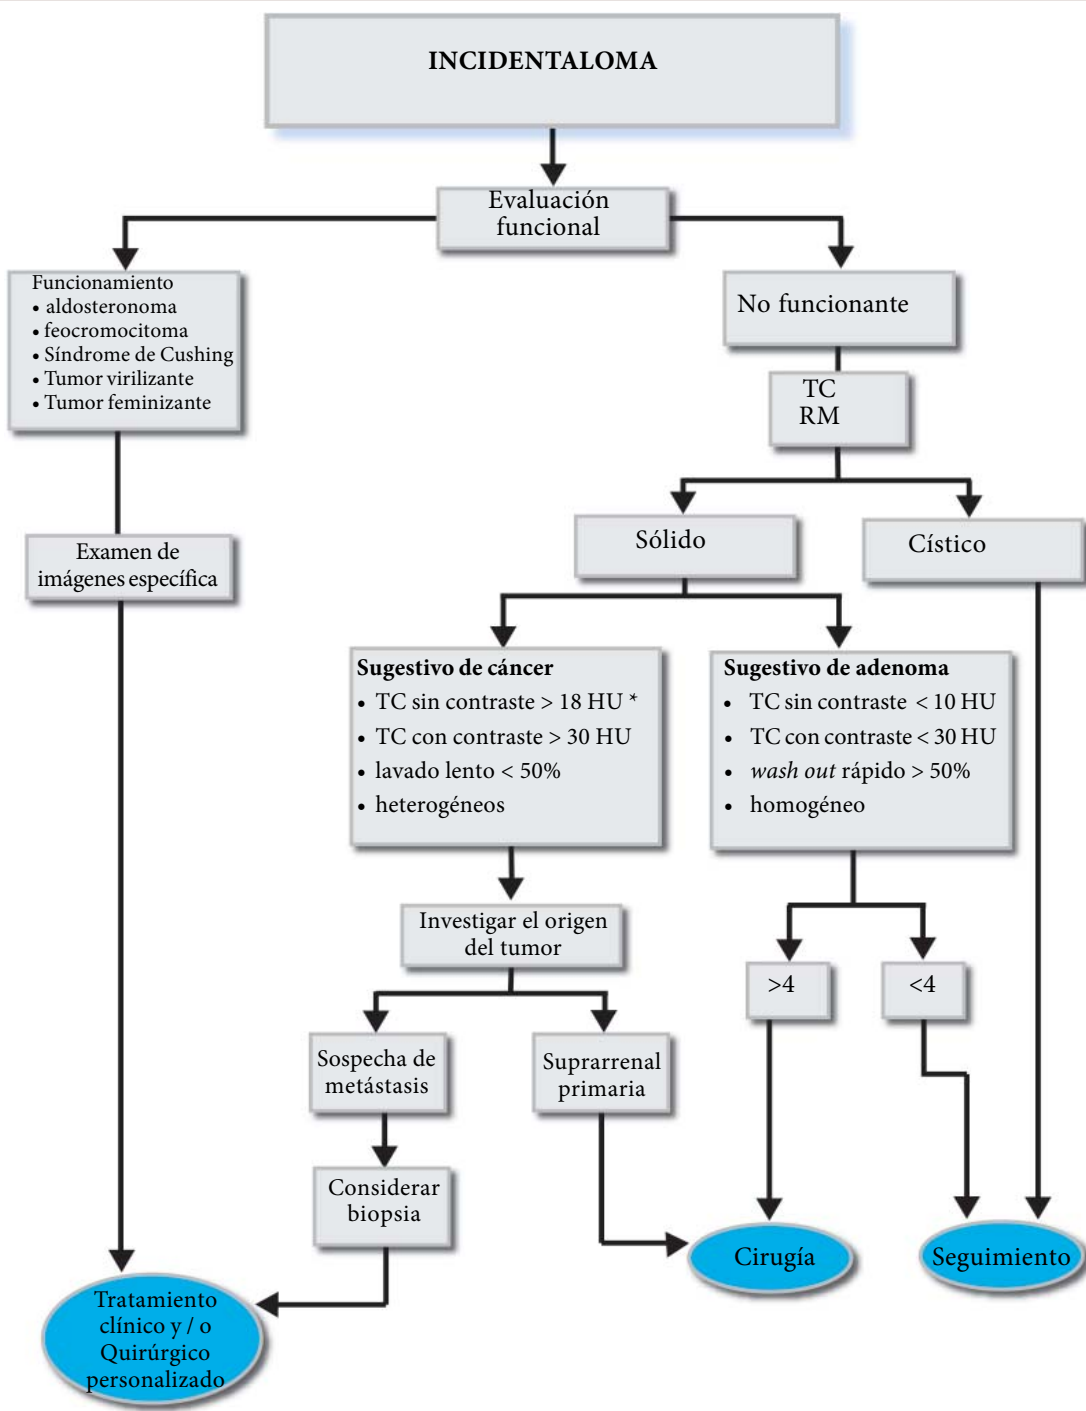 INCIDENTALOMA
Evaluación
funcional
Funcionamiento
• aldosteronoma
• feocromocitoma
• Síndrome de Cushing
• Tumor virilizante
• Tumor feminizante
No funcionante
TC
RM
Examen de
imágenes específica
Sólido
Cístico
Sugestivo de cáncer
• TC sin contraste > 18 HU *
• TC con contraste > 30 HU
• lavado lento < 50%
• heterogéneos
Sugestivo de adenoma
• TC sin contraste < 10 HU
• TC con contraste < 30 HU
• wash out rápido > 50%
• homogéneo
Investigar el origen
del tumor
>4
<4
Sospecha de
metástasis
Suprarrenal
primaria
Considerar
biopsia
Cirugía
Seguimiento
Tratamiento
clínico y / o
Quirúrgico
personalizado